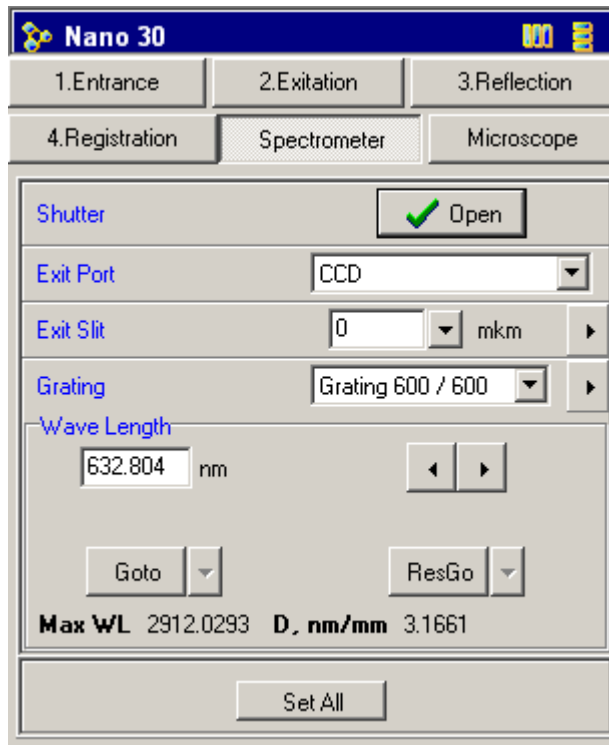 Nano 30
1.Entrance 2.Exitation 3.Reflection
4.Registration Spectrometer Microscope
Shutter Open
Exit Port CCD
Exit Slit 0 mkm
Grating Grating 600 / 600
Wave Length
632.804 nm
Goto ResGo
Max WL 2912.0293 D, nm/mm 3.1661
Set All